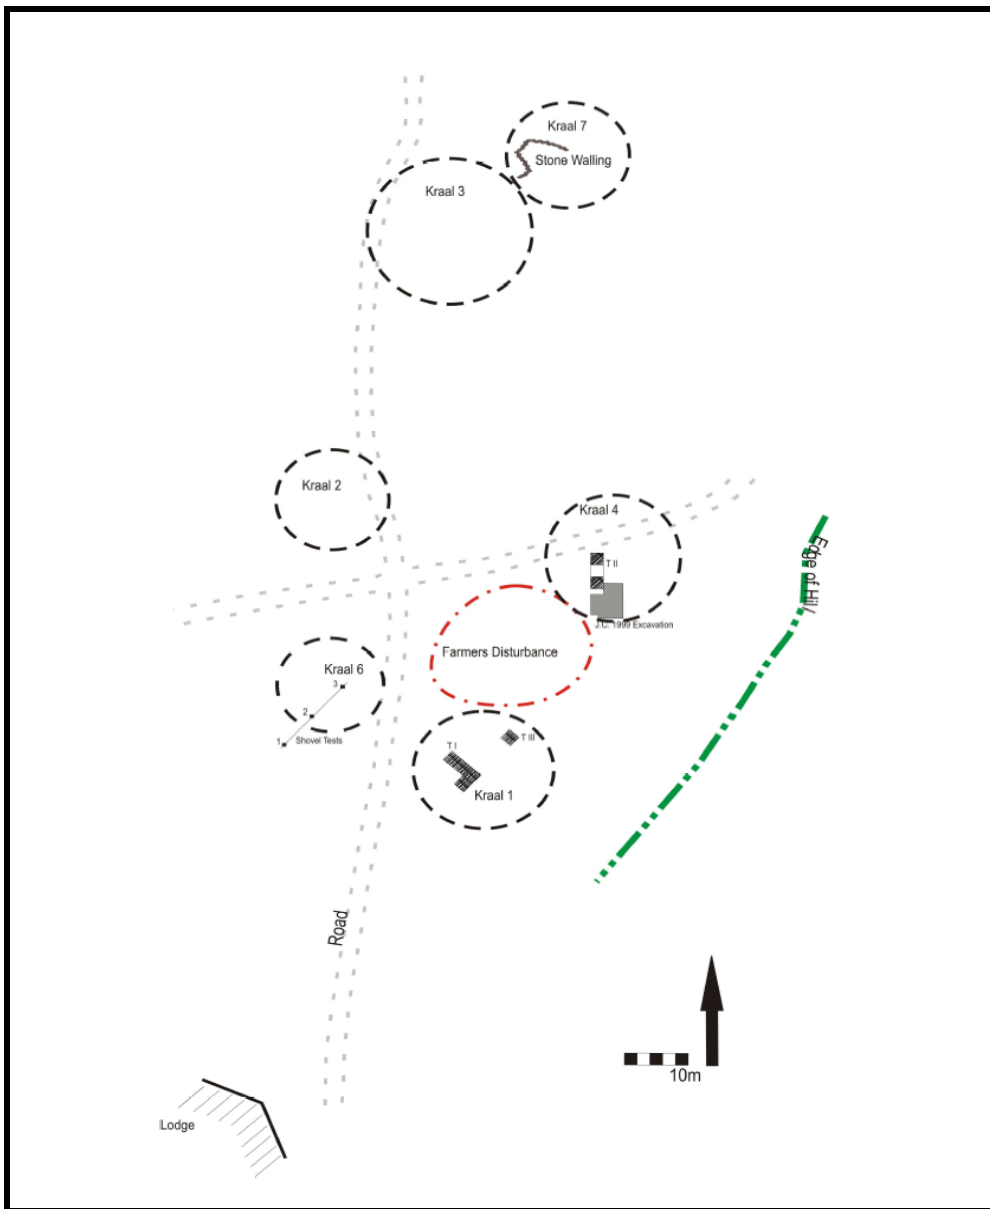 Kraal 7
Stone Walling
Kraal 3
Kraal 2
Kraal 4
Edge of Hill
T II
J.C. 1999 Excavation
Farmers Disturbance
Kraal 6
3
2
1
Shovel Tests
T III
T I
Kraal 1
Road
10m
Lodge